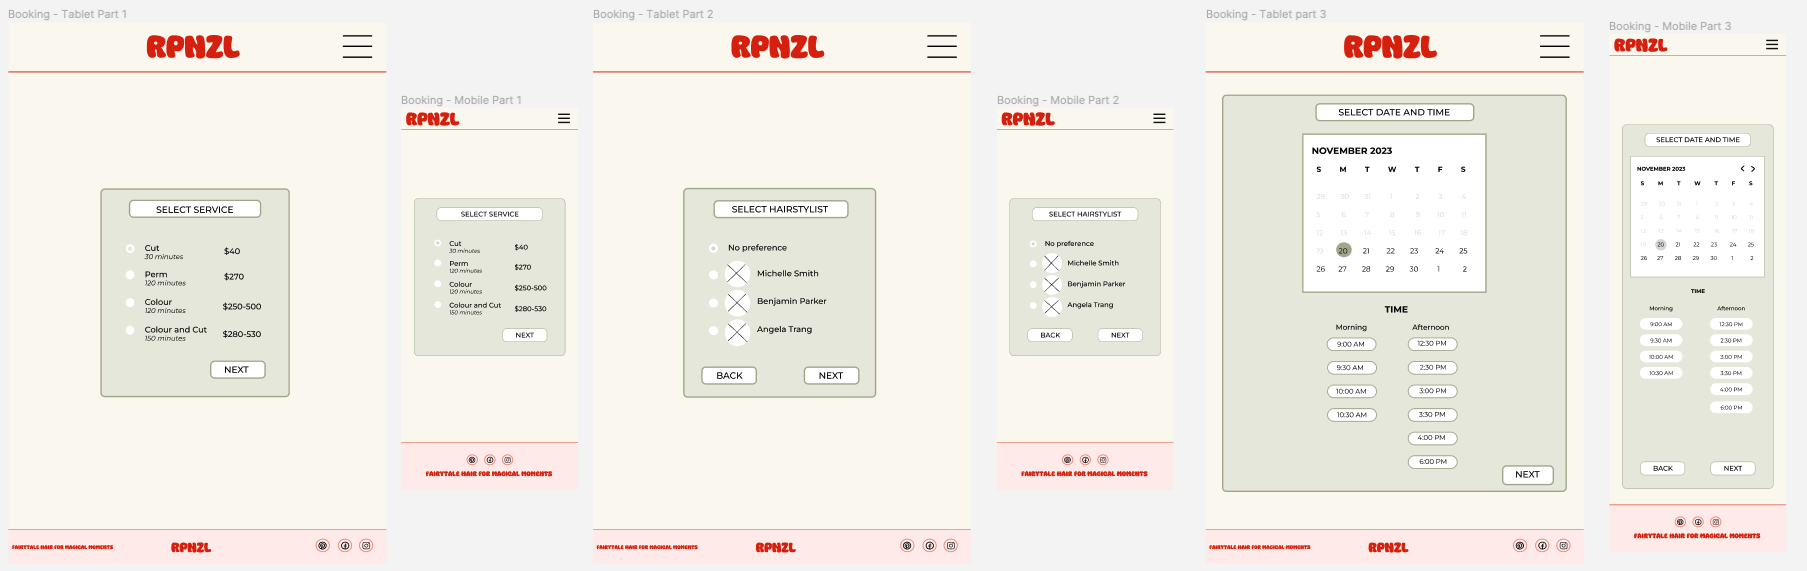 Booking - Tablet Part 1
RPNZL
SELECT SERVICE
Cut $40
30 minutes
Perm $270
120 minutes
Colour $250-500
120 minutes
Colour and Cut $280-530
150 minutes
NEXT
FAIRYTALE HAIR FOR MAGICAL MOMENTS RPNZL
Booking - Mobile Part 1
RPNZL
SELECT SERVICE
Cut $40
30 minutes
Perm $270
120 minutes
Colour $250-500
120 minutes
Colour and Cut $280-530
150 minutes
NEXT
FAIRYTALE HAIR FOR MAGICAL MOMENTS
Booking - Tablet Part 2
RPNZL
SELECT HAIRSTYLIST
No preference
Michelle Smith
Benjamin Parker
Angela Trang
BACK NEXT
FAIRYTALE HAIR FOR MAGICAL MOMENTS RPNZL
Booking - Mobile Part 2
RPNZL
SELECT HAIRSTYLIST
No preference
Michelle Smith
Benjamin Parker
Angela Trang
BACK NEXT
FAIRYTALE HAIR FOR MAGICAL MOMENTS
Booking - Tablet part 3
RPNZL
SELECT DATE AND TIME
NOVEMBER 2023
S M T W T F S
29 30 31 1 2 3 4
5 6 7 8 9 10 11
12 13 14 15 16 17 18
19 20 21 22 23 24 25
26 27 28 29 30 1 2
TIME
Morning Afternoon
9:00 AM 12:30 PM
9:30 AM 2:30 PM
10:00 AM 3:00 PM
10:30 AM 3:30 PM
4:00 PM
6:00 PM
NEXT
FAIRYTALE HAIR FOR MAGICAL MOMENTS RPNZL
Booking - Mobile Part 3
RPNZL
SELECT DATE AND TIME
NOVEMBER 2023 < >
S M T W T F S
29 30 31 1 2 3 4
5 6 7 8 9 10 11
12 13 14 15 16 17 18
19 20 21 22 23 24 25
26 27 28 29 30 1 2
TIME
Morning Afternoon
9:00 AM 12:30 PM
9:30 AM 2:30 PM
10:00 AM 3:00 PM
10:30 AM 3:30 PM
4:00 PM
6:00 PM
BACK NEXT
FAIRYTALE HAIR FOR MAGICAL MOMENTS